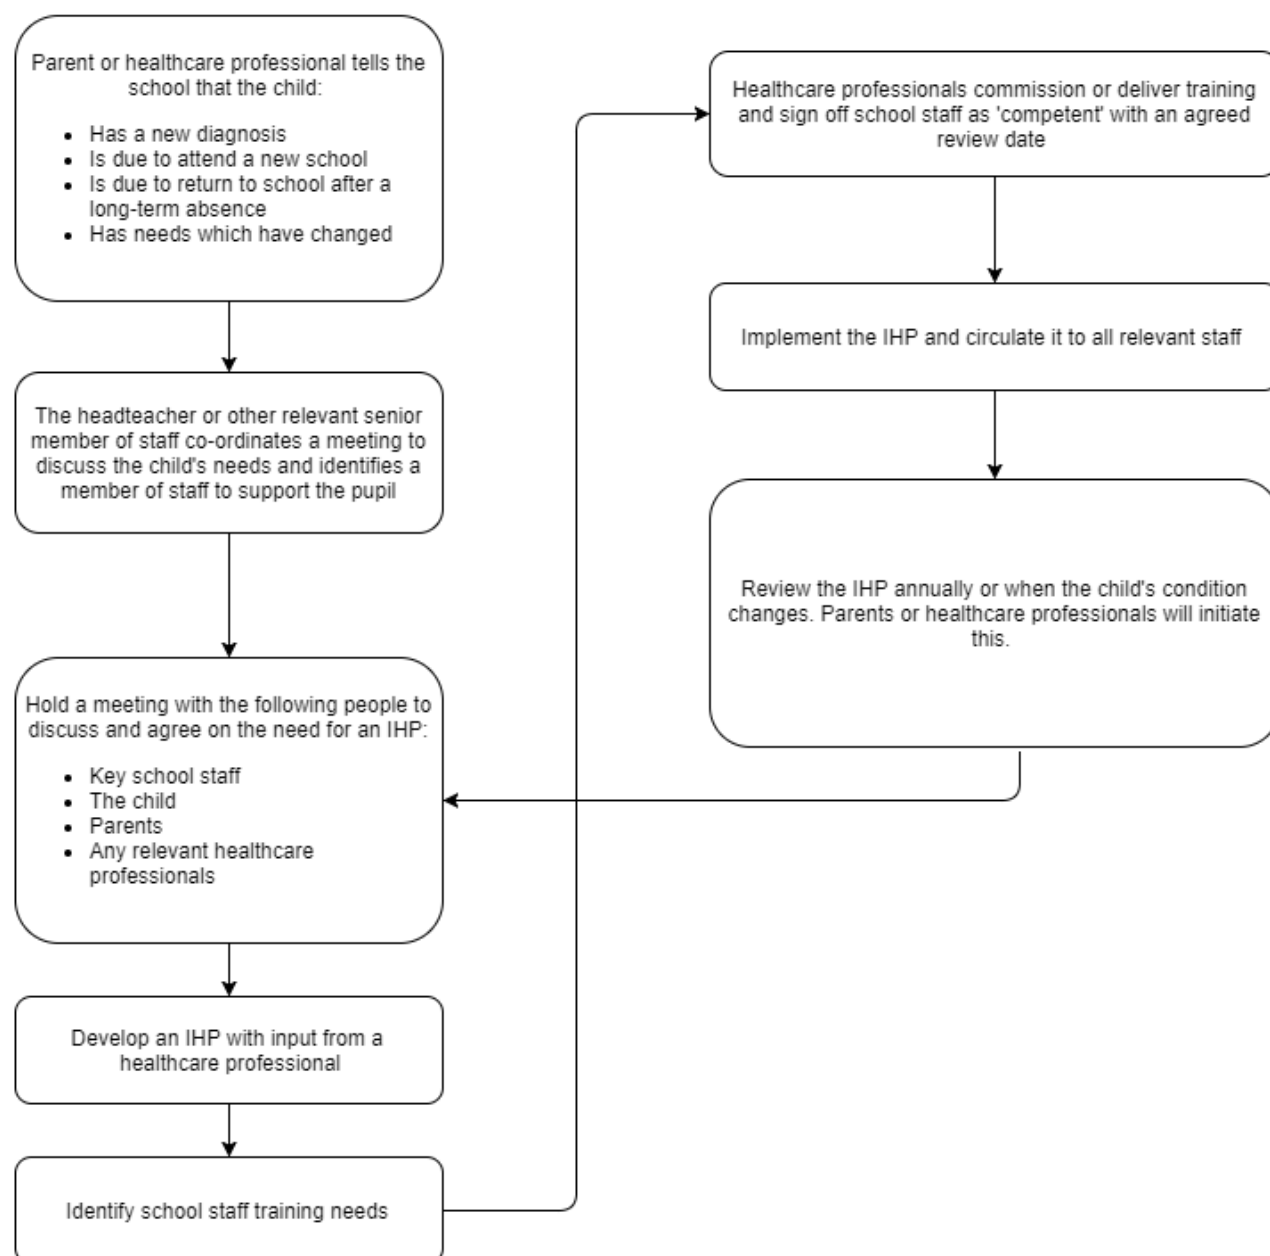 Parent or healthcare professional tells the
school that the child:
• Has a new diagnosis
• Is due to attend a new school
• Is due to return to school after a
long-term absence
• Has needs which have changed
The headteacher or other relevant senior
member of staff co-ordinates a meeting to
discuss the child's needs and identifies a
member of staff to support the pupil
Hold a meeting with the following people to
discuss and agree on the need for an IHP:
• Key school staff
• The child
• Parents
• Any relevant healthcare
professionals
Develop an IHP with input from a
healthcare professional
Identify school staff training needs
Healthcare professionals commission or deliver training
and sign off school staff as 'competent' with an agreed
review date
Implement the IHP and circulate it to all relevant staff
Review the IHP annually or when the child's condition
changes. Parents or healthcare professionals will initiate
this.